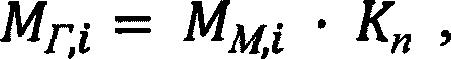 M_{Г,i} = M_{М,i} · K_n ,